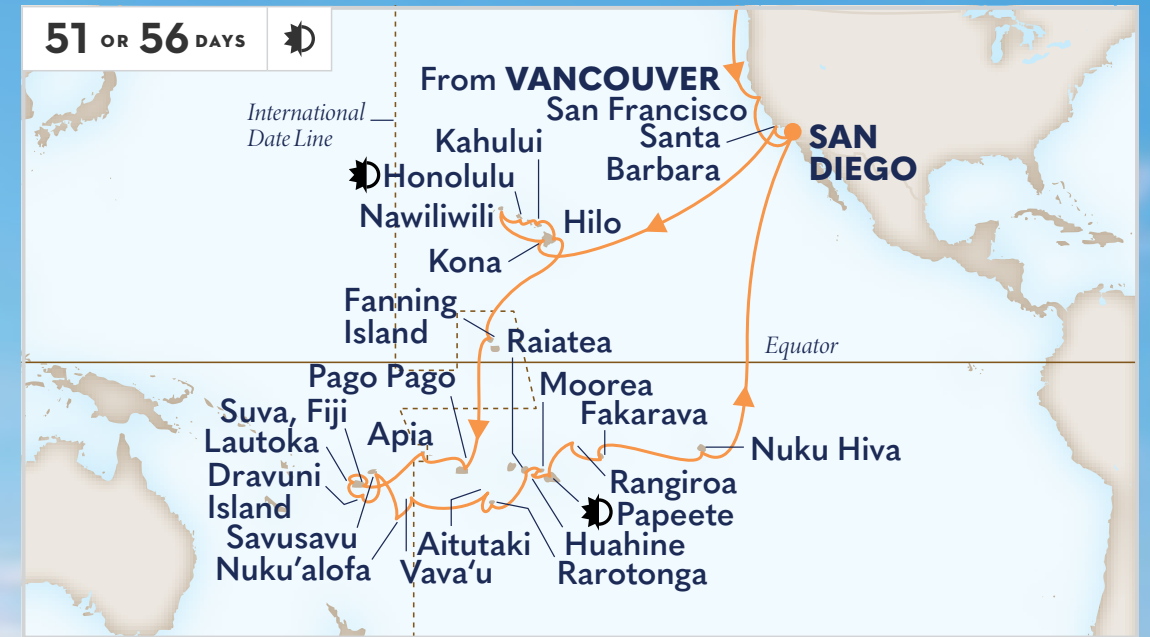 51 OR 56 DAYS
From VANCOUVER
San Francisco
Santa
Barbara
SAN
DIEGO
International
Date Line
Kahului
Honolulu
Nawiliwili
Hilo
Kona
Fanning
Island
Raiatea
Equator
Pago Pago
Moorea
Suva, Fiji
Fakarava
Lautoka
Apia
Nuku Hiva
Dravuni
Island
Rangiroa
Papeete
Savusavu
Aitutaki
Huahine
Nuku‘alofa
Vava‘u
Rarotonga